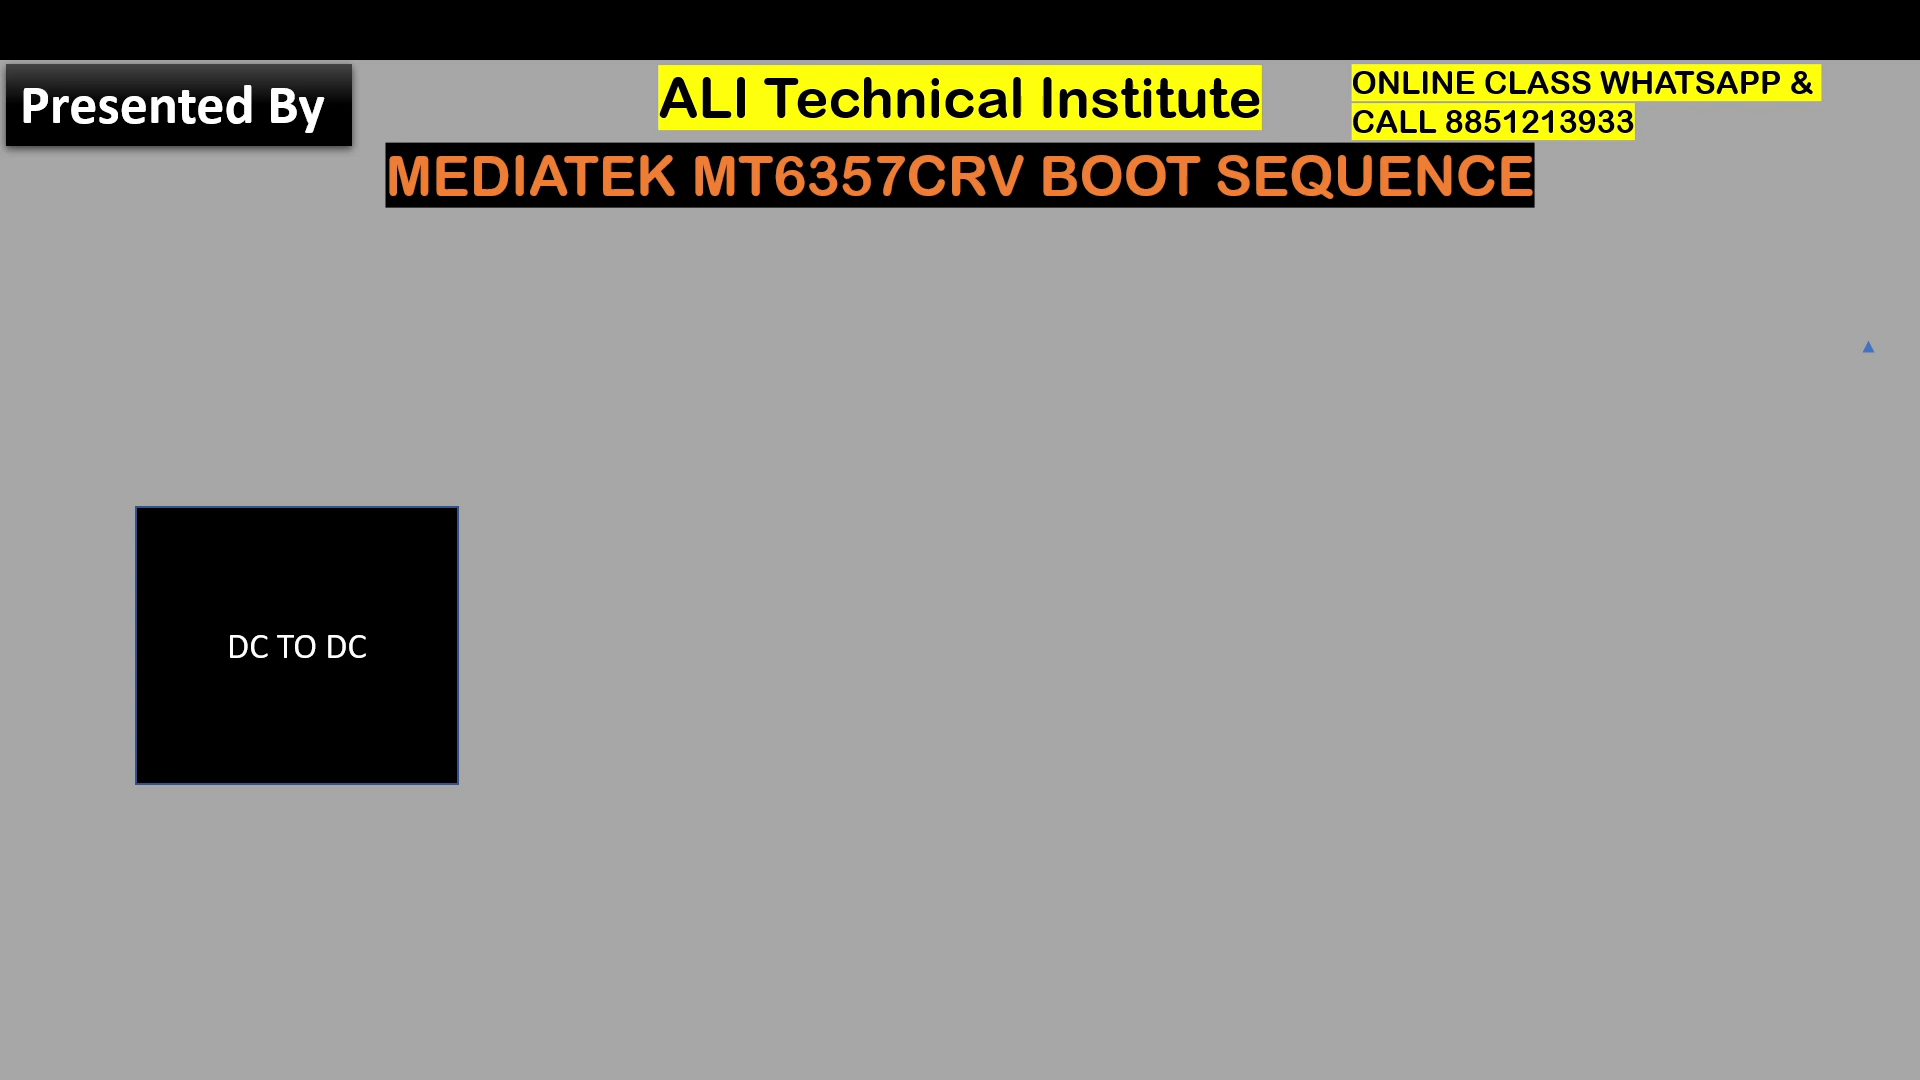 Presented By
ALI Technical Institute
ONLINE CLASS WHATSAPP &
CALL 8851213933
MEDIATEK MT6357CRV BOOT SEQUENCE
DC TO DC